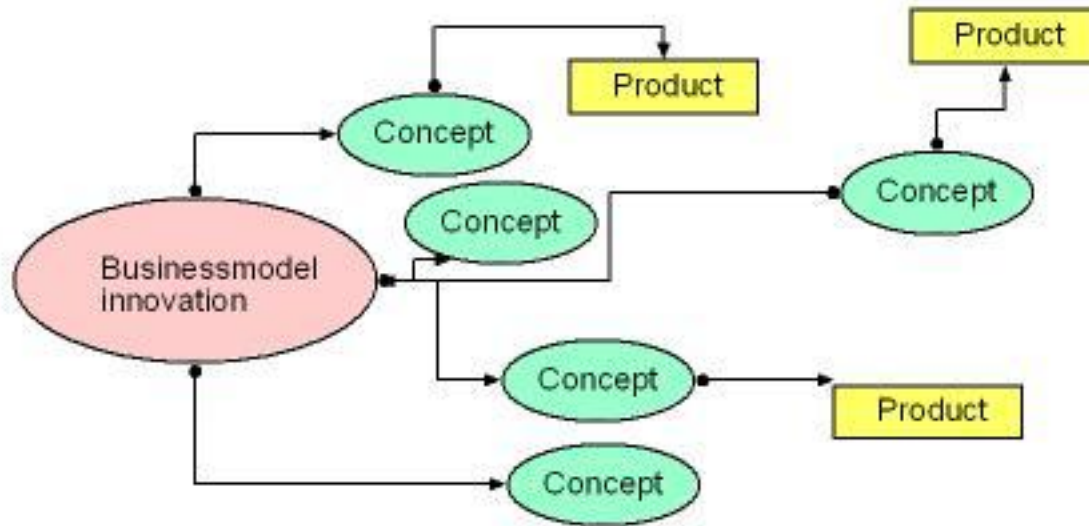 Product
Product
Concept
Concept
Concept
Businessmodel
innovation
Concept
Product
Concept